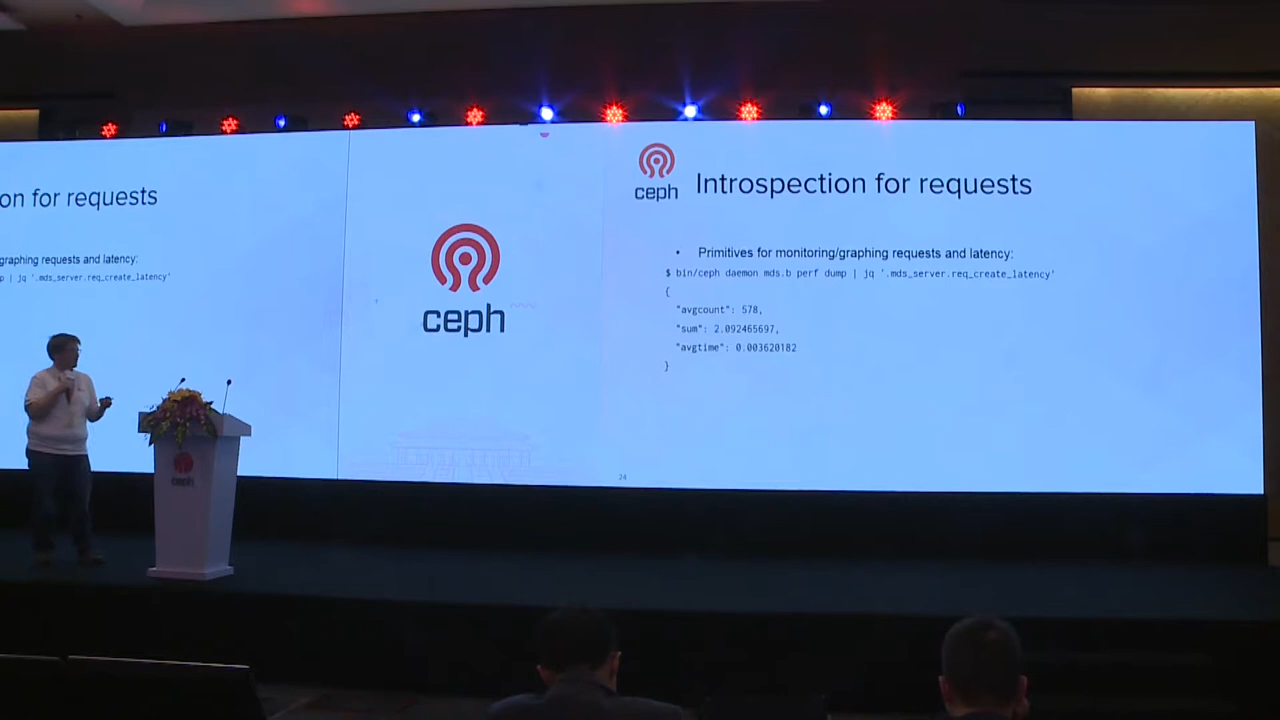 on for requests
graphing requests and latency:
p | jq '.mds_server.req_create_latency'
ceph
ceph
Introspection for requests
• Primitives for monitoring/graphing requests and latency:
$ bin/ceph daemon mds.b perf dump | jq '.mds_server.req_create_latency'
{
"avgcount": 578,
"sum": 2.092465697,
"avgtime": 0.003620182
}
24
ceph